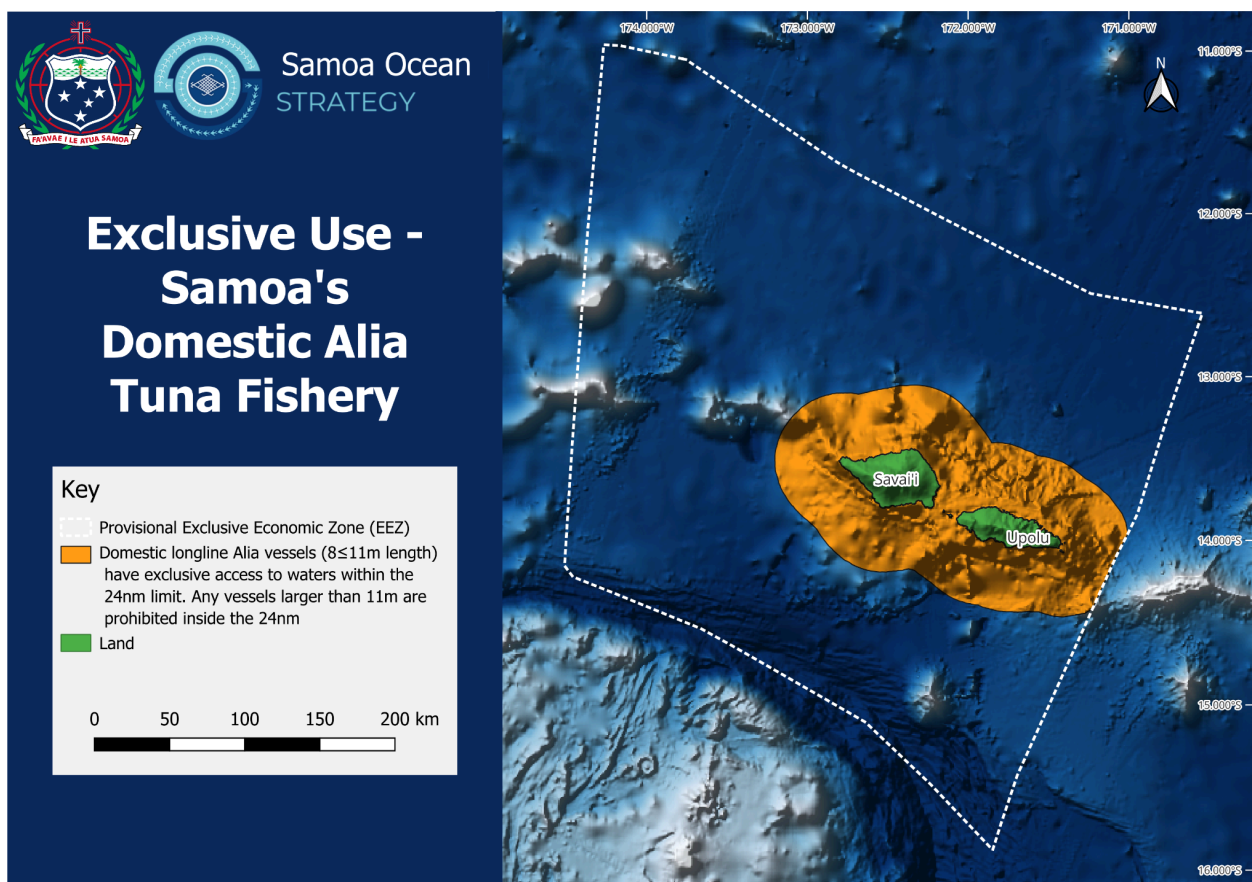 FA'AVAE I LE ATUA SAMOA
Samoa Ocean
STRATEGY
Exclusive Use -
Samoa's
Domestic Alia
Tuna Fishery
Key
Provisional Exclusive Economic Zone (EEZ)
Domestic longline Alia vessels (8≤11m length)
have exclusive access to waters within the
24nm limit. Any vessels larger than 11m are
prohibited inside the 24nm
Land
0 50 100 150 200 km
174.000°W 173.000°W 172.000°W 171.000°W
11.000°S
N
12.000°S
13.000°S
Savai'i
Upolu
14.000°S
15.000°S
16.000°S